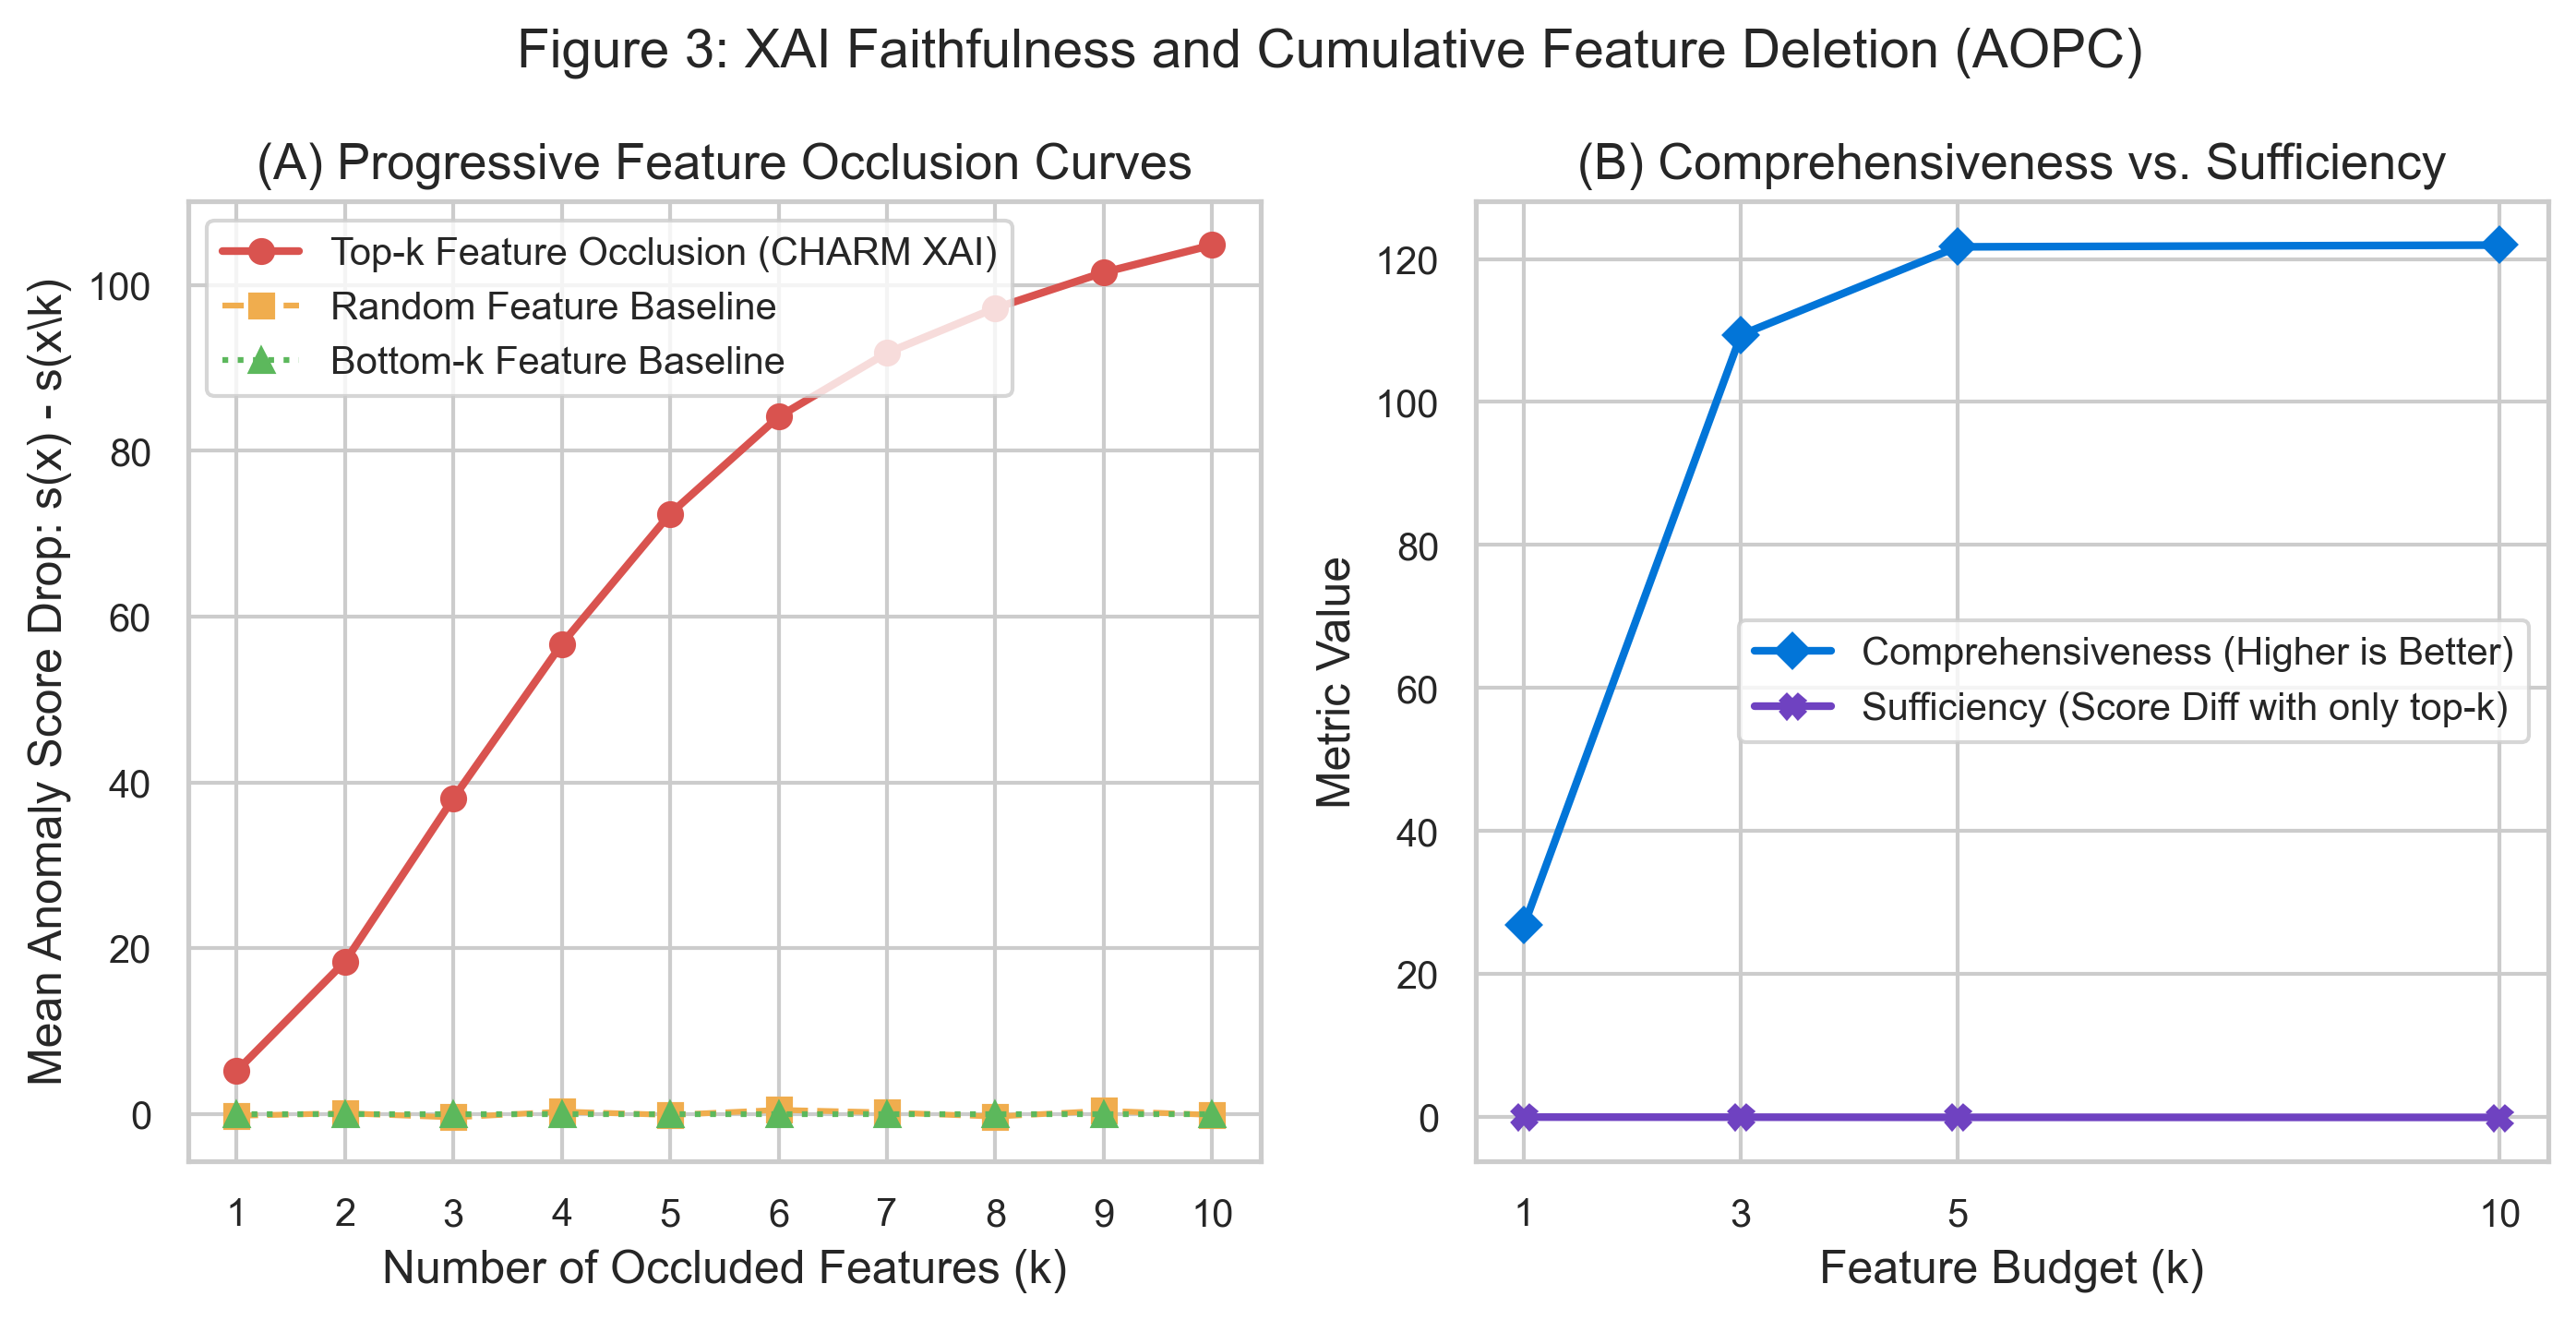 Figure 3: XAI Faithfulness and Cumulative Feature Deletion (AOPC)
(A) Progressive Feature Occlusion Curves
Mean Anomaly Score Drop: s(x) - s(x\k)
100
80
60
40
20
0
Top-k Feature Occlusion (CHARM XAI)
Random Feature Baseline
Bottom-k Feature Baseline
1 2 3 4 5 6 7 8 9 10
Number of Occluded Features (k)
(B) Comprehensiveness vs. Sufficiency
Metric Value
120
100
80
60
40
20
0
Comprehensiveness (Higher is Better)
Sufficiency (Score Diff with only top-k)
1 3 5 10
Feature Budget (k)